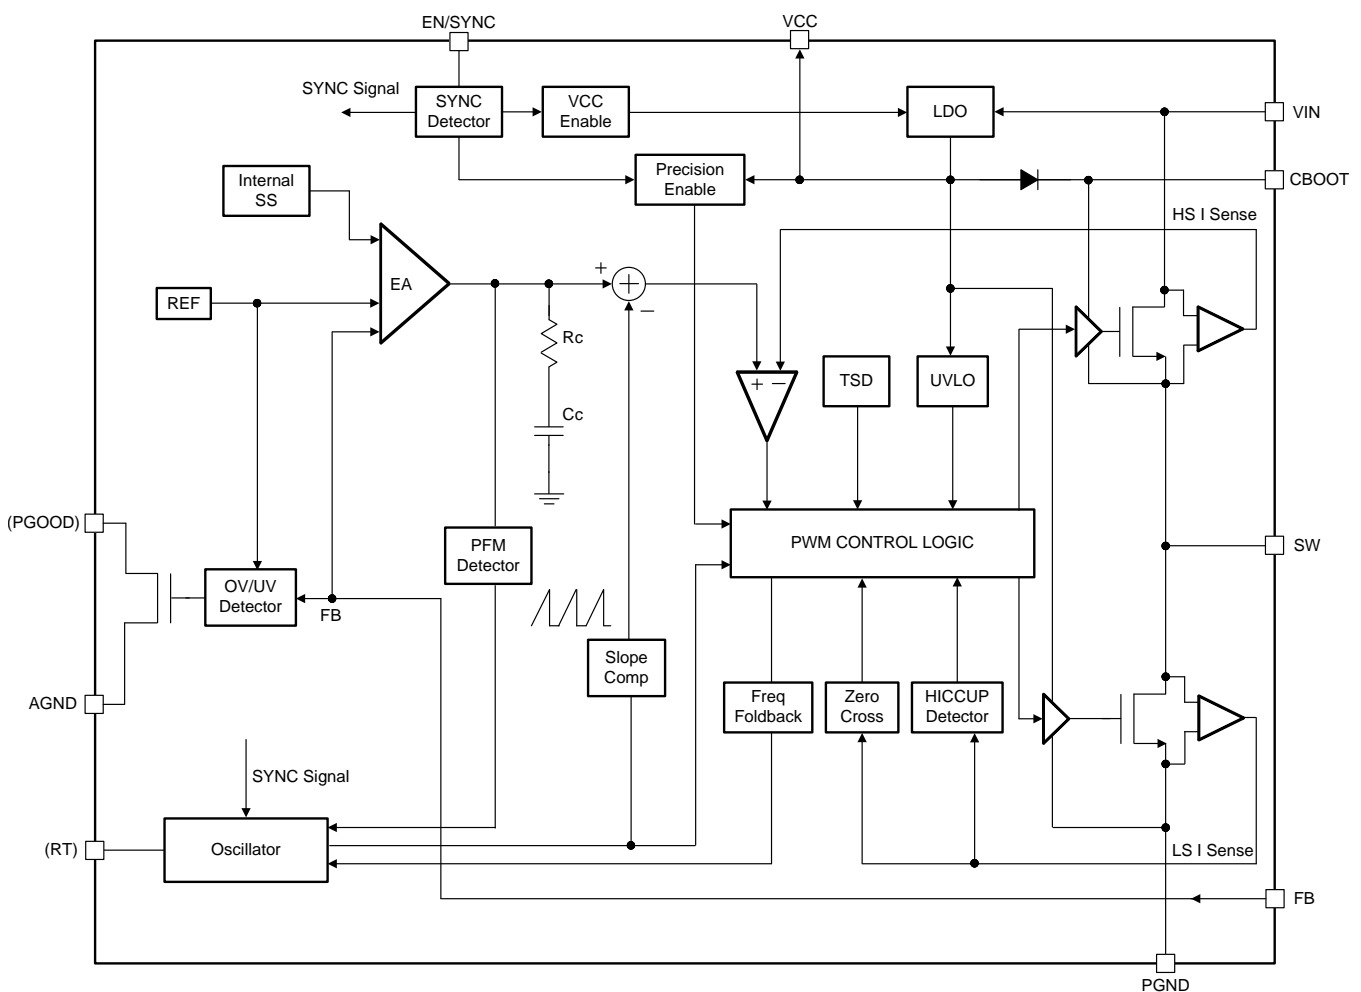 EN/SYNC
VCC
SYNC Signal
SYNC
Detector
VCC
Enable
LDO
VIN
Internal
SS
Precision
Enable
CBOOT
HS I Sense
EA
+
+
−
REF
Rc
+ −
TSD
UVLO
Cc
(PGOOD)
PFM
Detector
PWM CONTROL LOGIC
SW
OV/UV
Detector
FB
Slope
Comp
AGND
Freq
Foldback
Zero
Cross
HICCUP
Detector
SYNC Signal
(RT)
Oscillator
LS I Sense
FB
PGND